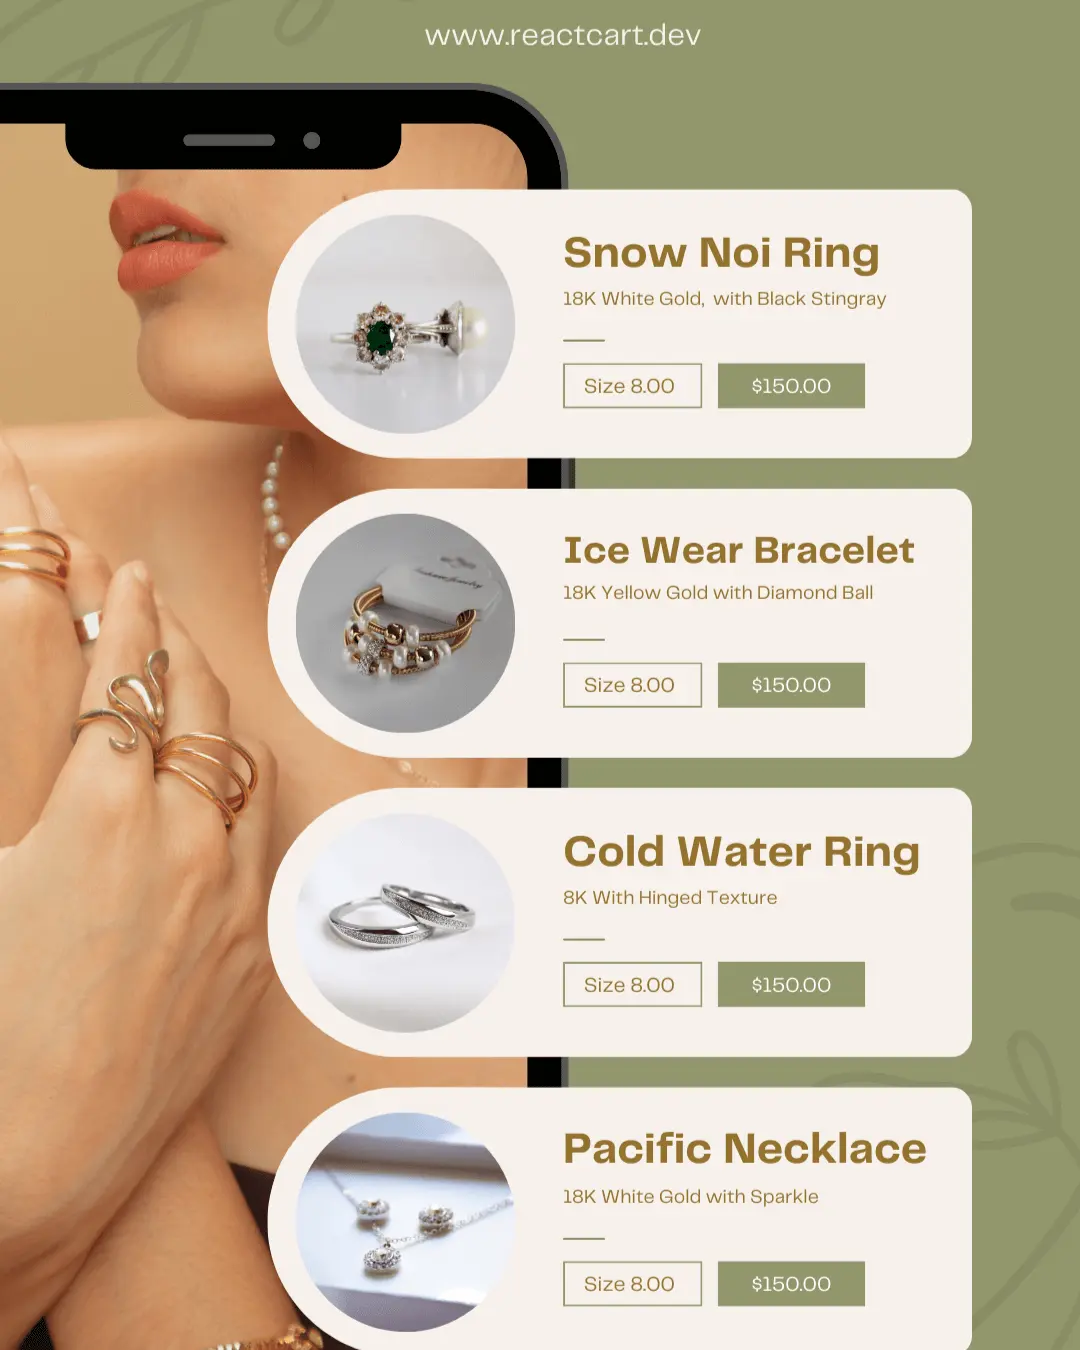 www.reactcart.dev
Snow Noi Ring
18K White Gold,  with Black Stingray
Size 8.00
$150.00
Ice Wear Bracelet
18K Yellow Gold with Diamond Ball
Size 8.00
$150.00
Cold Water Ring
8K With Hinged Texture
Size 8.00
$150.00
Pacific Necklace
18K White Gold with Sparkle
Size 8.00
$150.00